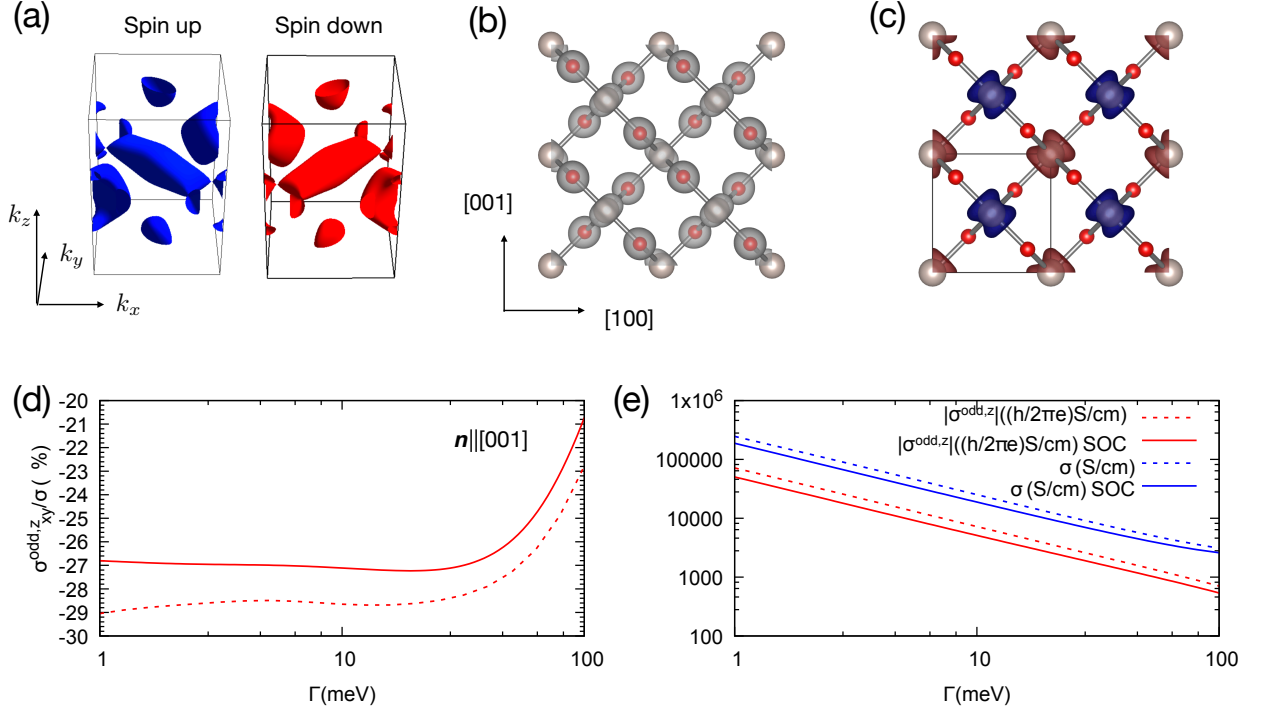 (a)
Spin up
Spin down
k_z
k_y
k_x
(b)
[001]
[100]
(c)
(d)
σ^odd,z_xy/σ ( %)
-20
-21
-22
-23
-24
-25
-26
-27
-28
-29
-30
n||[001]
1
10
100
Γ(meV)
(e)
1x10^6
100000
10000
1000
100
|σ^odd,z|((h/2πe)S/cm)
|σ^odd,z|((h/2πe)S/cm) SOC
σ (S/cm)
σ (S/cm) SOC
1
10
100
Γ(meV)